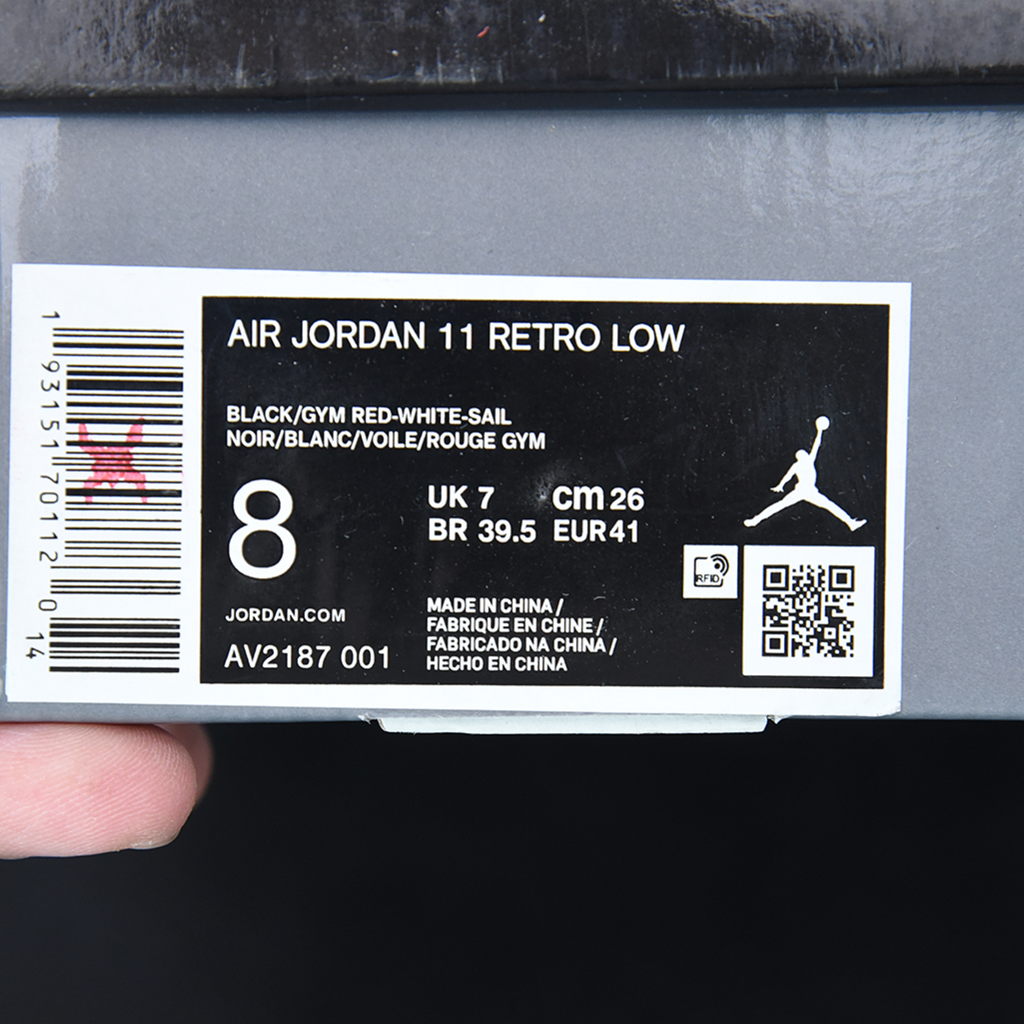 1 93151 70112 0 14
AIR JORDAN 11 RETRO LOW
BLACK/GYM RED-WHITE-SAIL
NOIR/BLANC/VOILE/ROUGE GYM
8
UK 7 cm 26
BR 39.5 EUR 41
RFID
JORDAN.COM
AV2187 001
MADE IN CHINA /
FABRIQUE EN CHINE /
FABRICADO NA CHINA /
HECHO EN CHINA